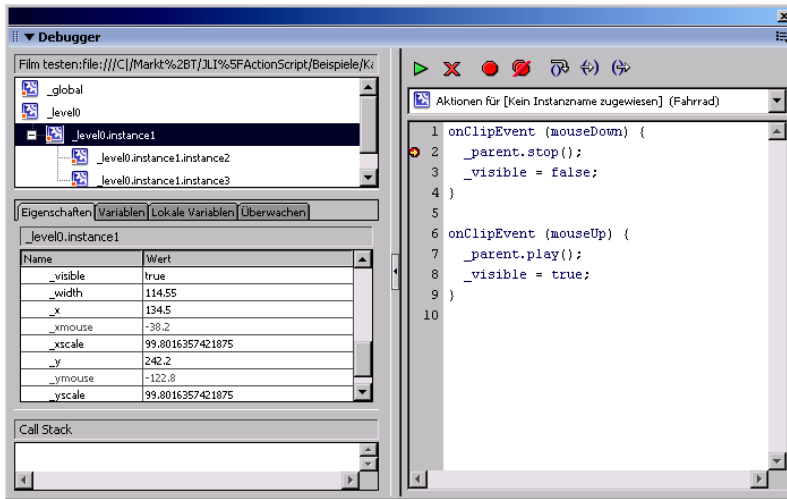 Debugger
Film testen:file:///C|/Markt%2BT/JLI%5FActionScript/Beispiele/Ka
_global
_level0
_level0.instance1
_level0.instance1.instance2
_level0.instance1.instance3
Eigenschaften Variablen Lokale Variablen Überwachen
_level0.instance1
Name Wert
_visible true
_width 114.55
_x 134.5
_xmouse -38.2
_xscale 99.8016357421875
_y 242.2
_ymouse -122.8
_yscale 99.8016357421875
Call Stack
Aktionen für [Kein Instanzname zugewiesen] (Fahrrad)
1 onClipEvent (mouseDown) {
2 _parent.stop();
3 _visible = false;
4 }
5
6 onClipEvent (mouseUp) {
7 _parent.play();
8 _visible = true;
9 }
10